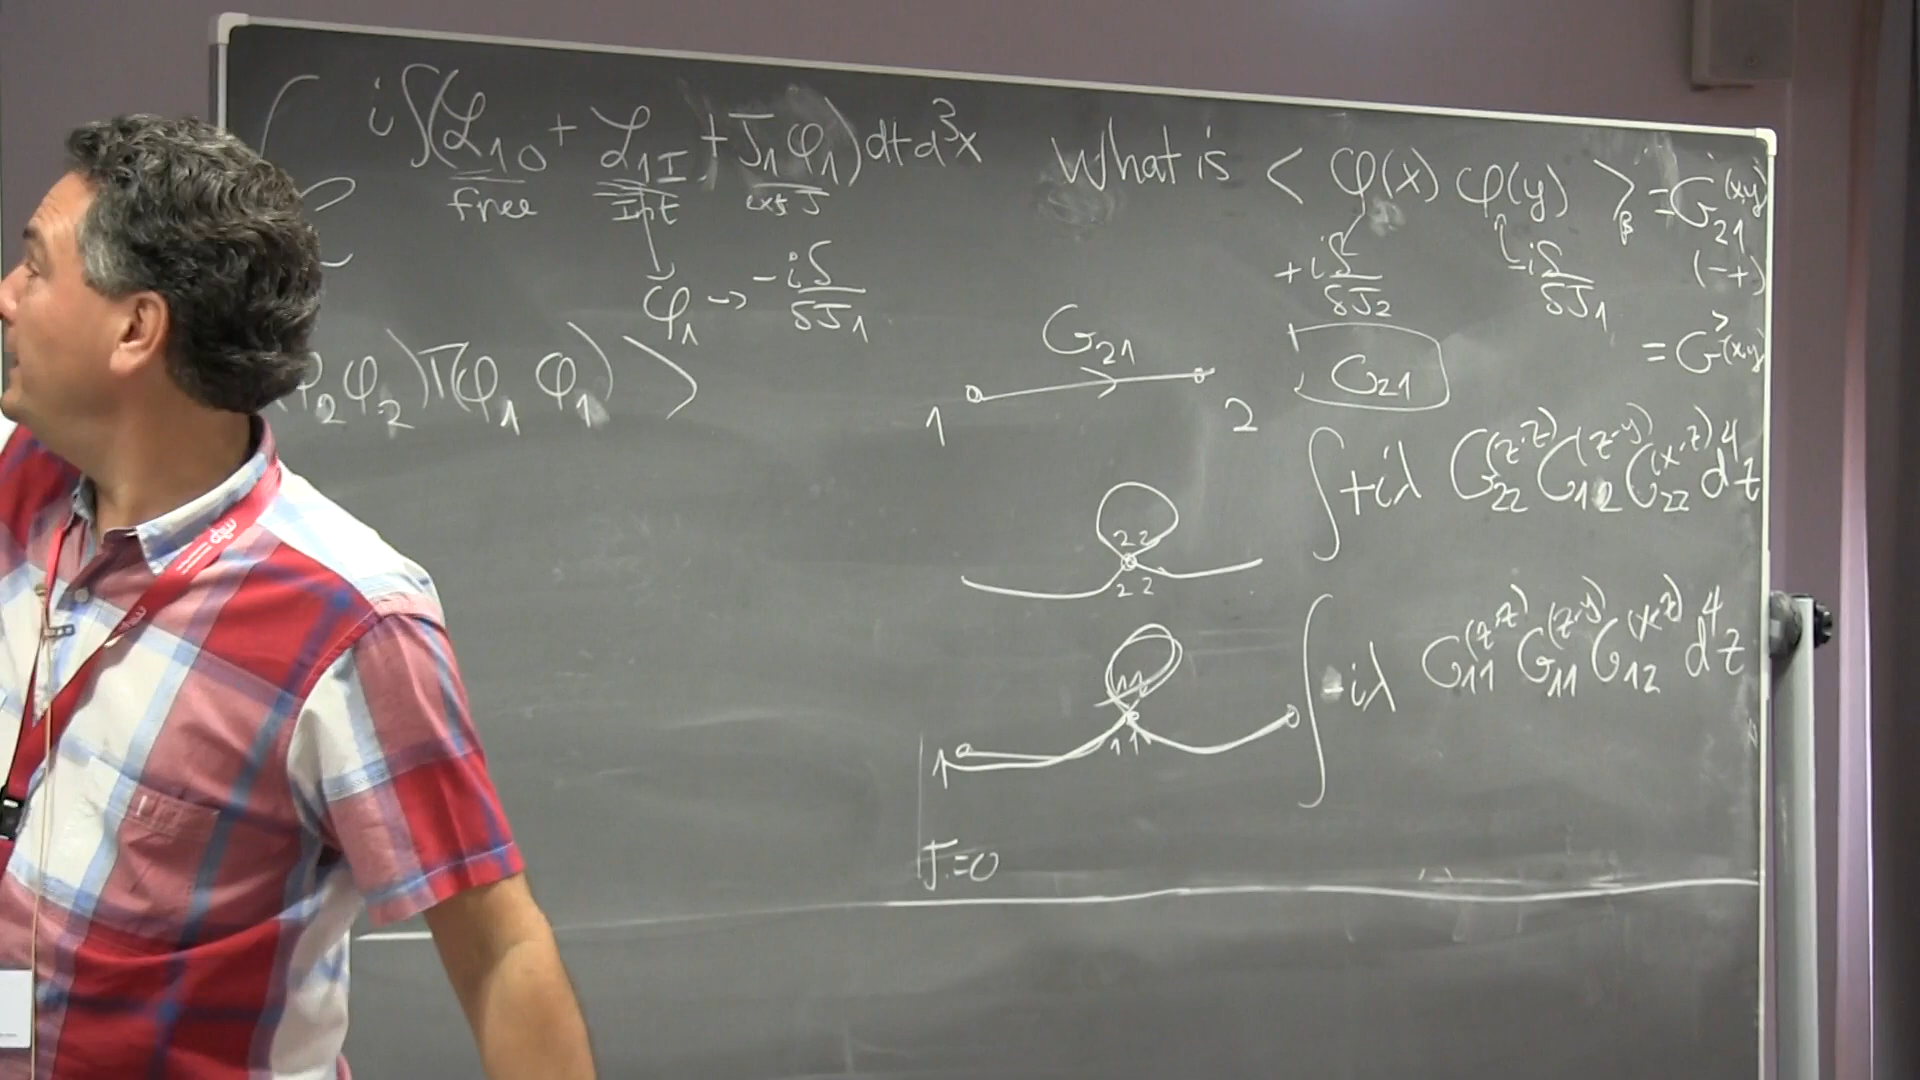 i∫(ℒ₁₀ + ℒ₁I + J₁φ₁)dtd³x
free Int ext J
φ₁ → -iδ/δJ₁
φ₂φ₂)T(φ₁ φ₁)>
What is < φ(x) φ(y) >β = G₂₁(x,y)
+iδ/δJ₂ -iδ/δJ₁ (-+)
= G^>(x,y)
G₂₁
1 2
G₂₁
22
22
∫+iλ G₂₂(z-z) G₁₂(z-y) G₂₂(x-z) d⁴z
11
1 11
∫-iλ G₁₁(z-z) G₁₁(z-y) G₁₂(x-z) d⁴z
J=0